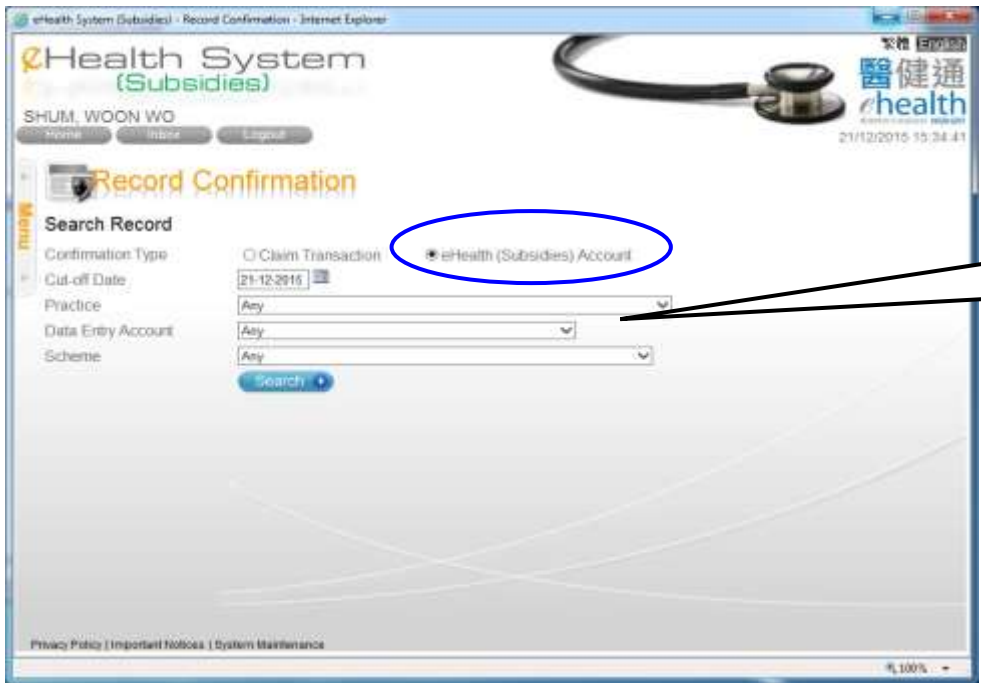 eHealth System (Subsidies) - Record Confirmation - Internet Explorer
繁體 English
eHealth System
(Subsidies)
醫健通
ehealth
SHUM, WOON WO
Home Inbox Logout
21/12/2015 15:34:41
Record Confirmation
Menu
Search Record
Confirmation Type Claim Transaction eHealth (Subsidies) Account
Cut-off Date 21-12-2015
Practice Any
Data Entry Account Any
Scheme Any
Search
Privacy Policy | Important Notices | System Maintenance
100%